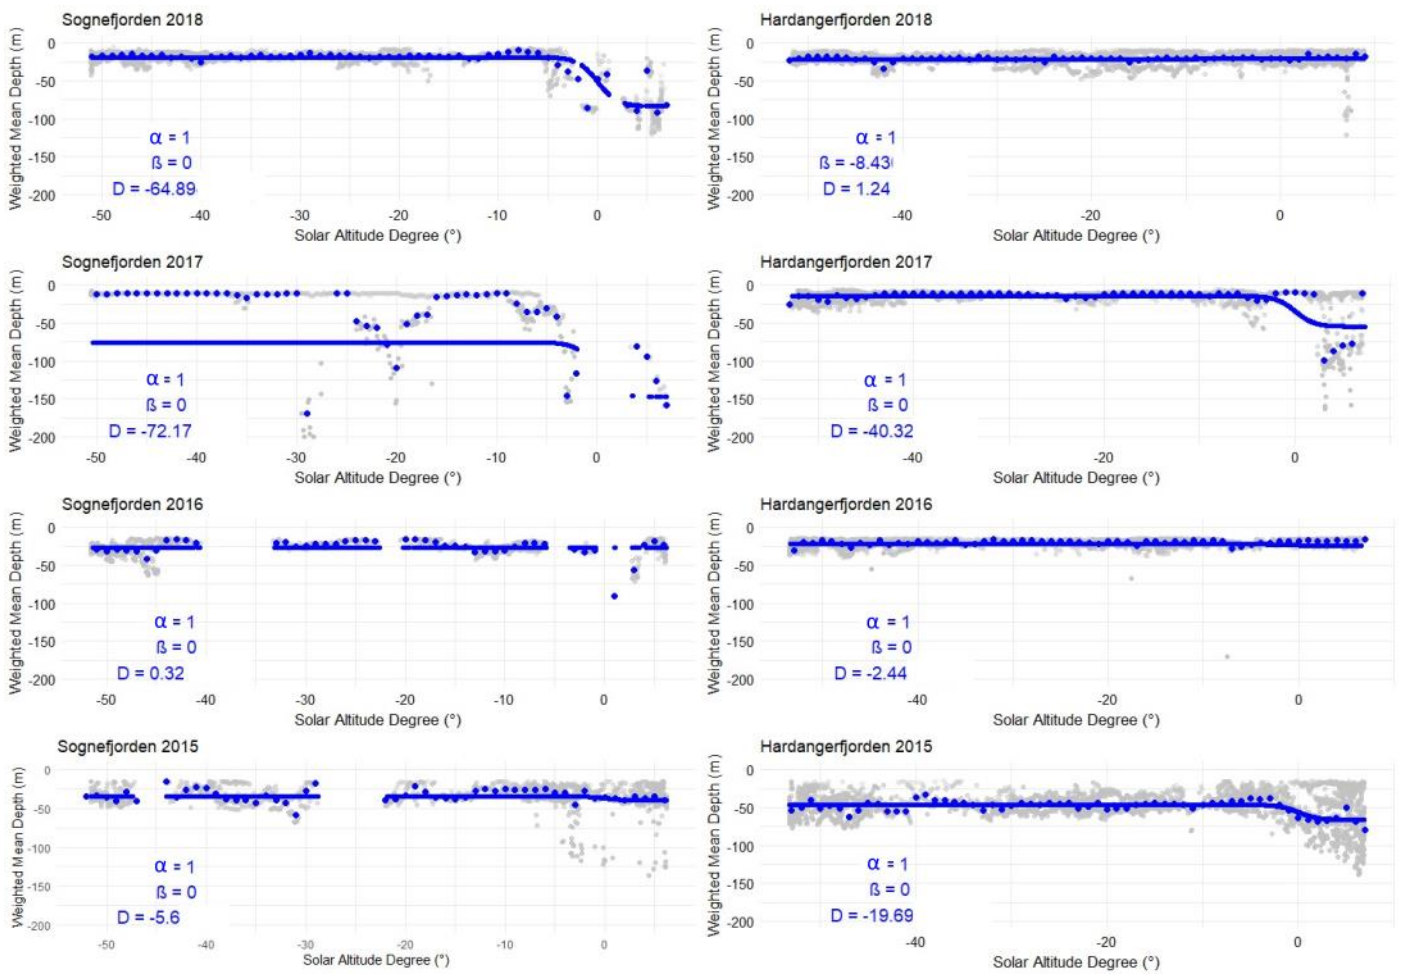 Sognefjorden 2018
Weighted Mean Depth (m)
0
-50
-100
-150
-200
α = 1
ß = 0
D = -64.89
-50
-40
-30
-20
-10
0
Solar Altitude Degree (°)
Hardangerfjorden 2018
Weighted Mean Depth (m)
0
-50
-100
-150
-200
α = 1
ß = -8.43
D = 1.24
-40
-20
0
Solar Altitude Degree (°)
Sognefjorden 2017
Weighted Mean Depth (m)
0
-50
-100
-150
-200
α = 1
ß = 0
D = -72.17
-50
-40
-30
-20
-10
0
Solar Altitude Degree (°)
Hardangerfjorden 2017
Weighted Mean Depth (m)
0
-50
-100
-150
-200
α = 1
ß = 0
D = -40.32
-40
-20
0
Solar Altitude Degree (°)
Sognefjorden 2016
Weighted Mean Depth (m)
0
-50
-100
-150
-200
α = 1
ß = 0
D = 0.32
-50
-40
-30
-20
-10
0
Solar Altitude Degree (°)
Hardangerfjorden 2016
Weighted Mean Depth (m)
0
-50
-100
-150
-200
α = 1
ß = 0
D = -2.44
-40
-20
0
Solar Altitude Degree (°)
Sognefjorden 2015
Weighted Mean Depth (m)
0
-50
-100
-150
-200
α = 1
ß = 0
D = -5.6
-50
-40
-30
-20
-10
0
Solar Altitude Degree (°)
Hardangerfjorden 2015
Weighted Mean Depth (m)
0
-50
-100
-150
-200
α = 1
ß = 0
D = -19.69
-40
0
Solar Altitude Degree (°)